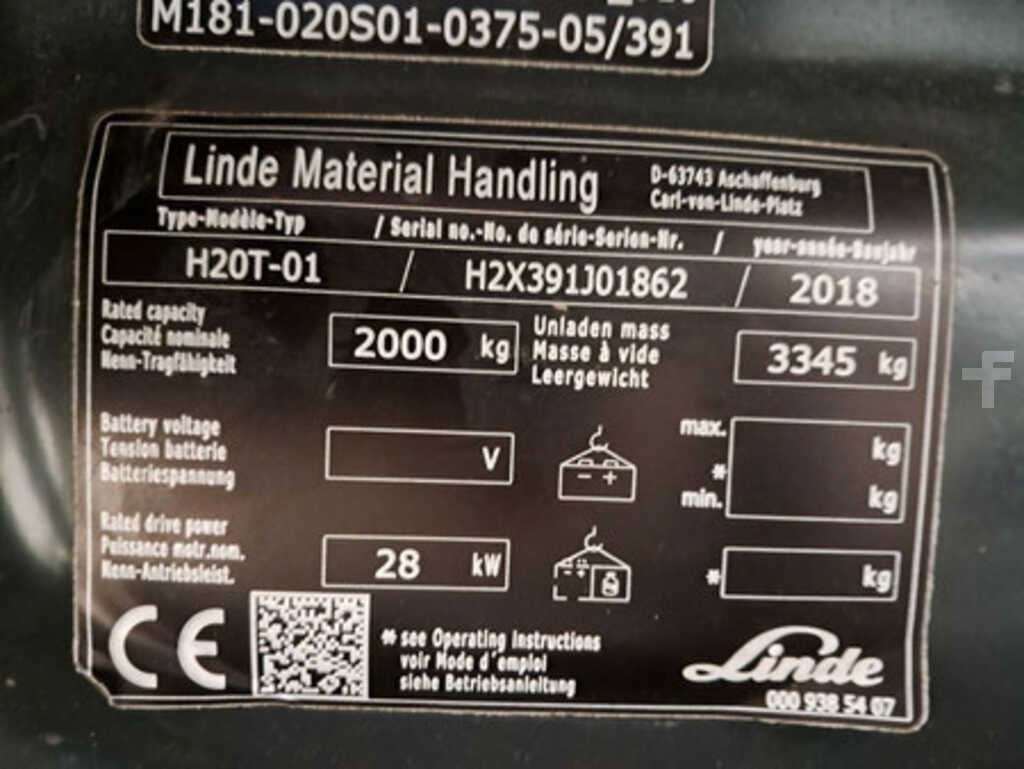 M181-020S01-0375-05/391
Linde Material Handling
D-63743 Aschaffenburg
Carl-von-Linde-Platz
Type-Modèle-Typ / Serial no.-No. de série-Serien-Nr. / year-année-Baujahr
H20T-01 / H2X391J01862 / 2018
Rated capacity
Capacité nominale
Nenn-Tragfähigkeit
2000 kg
Unladen mass
Masse à vide
Leergewicht
3345 kg
Battery voltage
Tension batterie
Batteriespannung
V
- +
max.
*
min.
kg
kg
Rated drive power
Puissance motr.nom.
Nenn-Antriebsleist.
28 kW
- +
* kg
CE
* see Operating Instructions
voir Mode d'emploi
siehe Betriebsanleitung
Linde
000 938 54 07